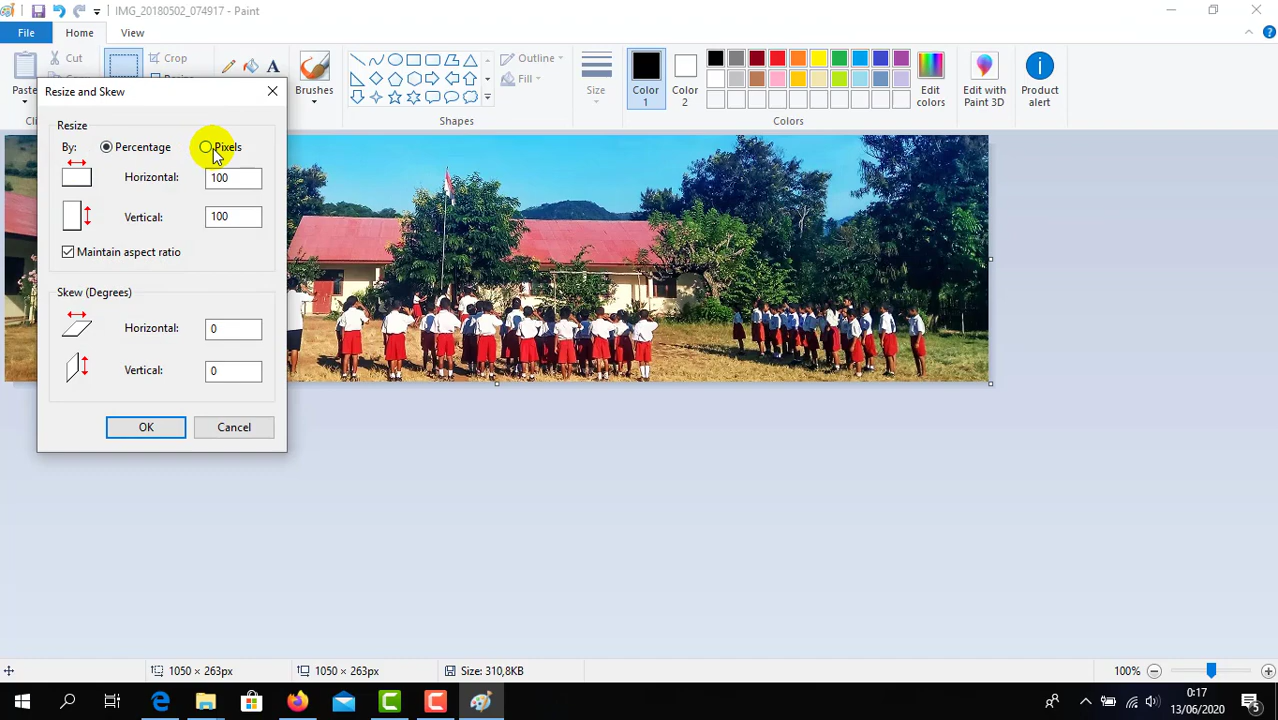 IMG_20180502_074917 - Paint
File
Home
View
Paste
Cut
Crop
A
Brushes
Outline
Fill
Shapes
Size
Color
1
Color
2
Edit
colors
Colors
Edit with
Paint 3D
Product
alert
Resize and Skew
Resize
By:
Percentage
Pixels
Horizontal:
100
Vertical:
100
Maintain aspect ratio
Skew (Degrees)
Horizontal:
0
Vertical:
0
OK
Cancel
1050 × 263px
1050 × 263px
Size: 310,8KB
100%
0:17
13/06/2020
5